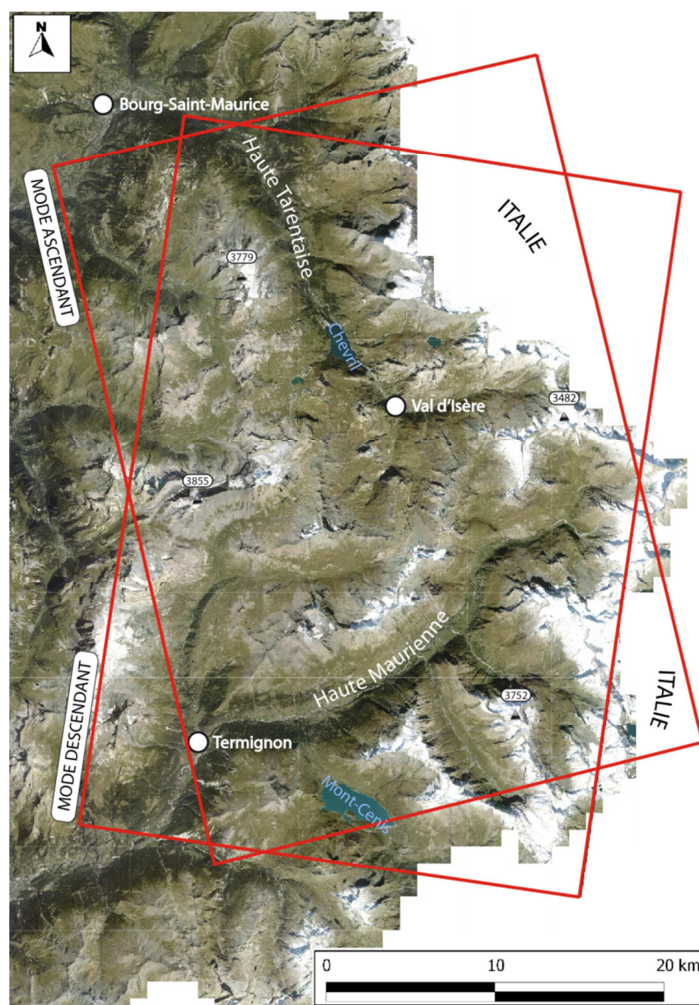 N
Bourg-Saint-Maurice
MODE ASCENDANT
Haute Tarentaise
ITALIE
3779
Chevril
Val d'Isère
3482
3855
Haute Maurienne
MODE DESCENDANT
3752
ITALIE
Termignon
Mont-Cenis
0 10 20 km